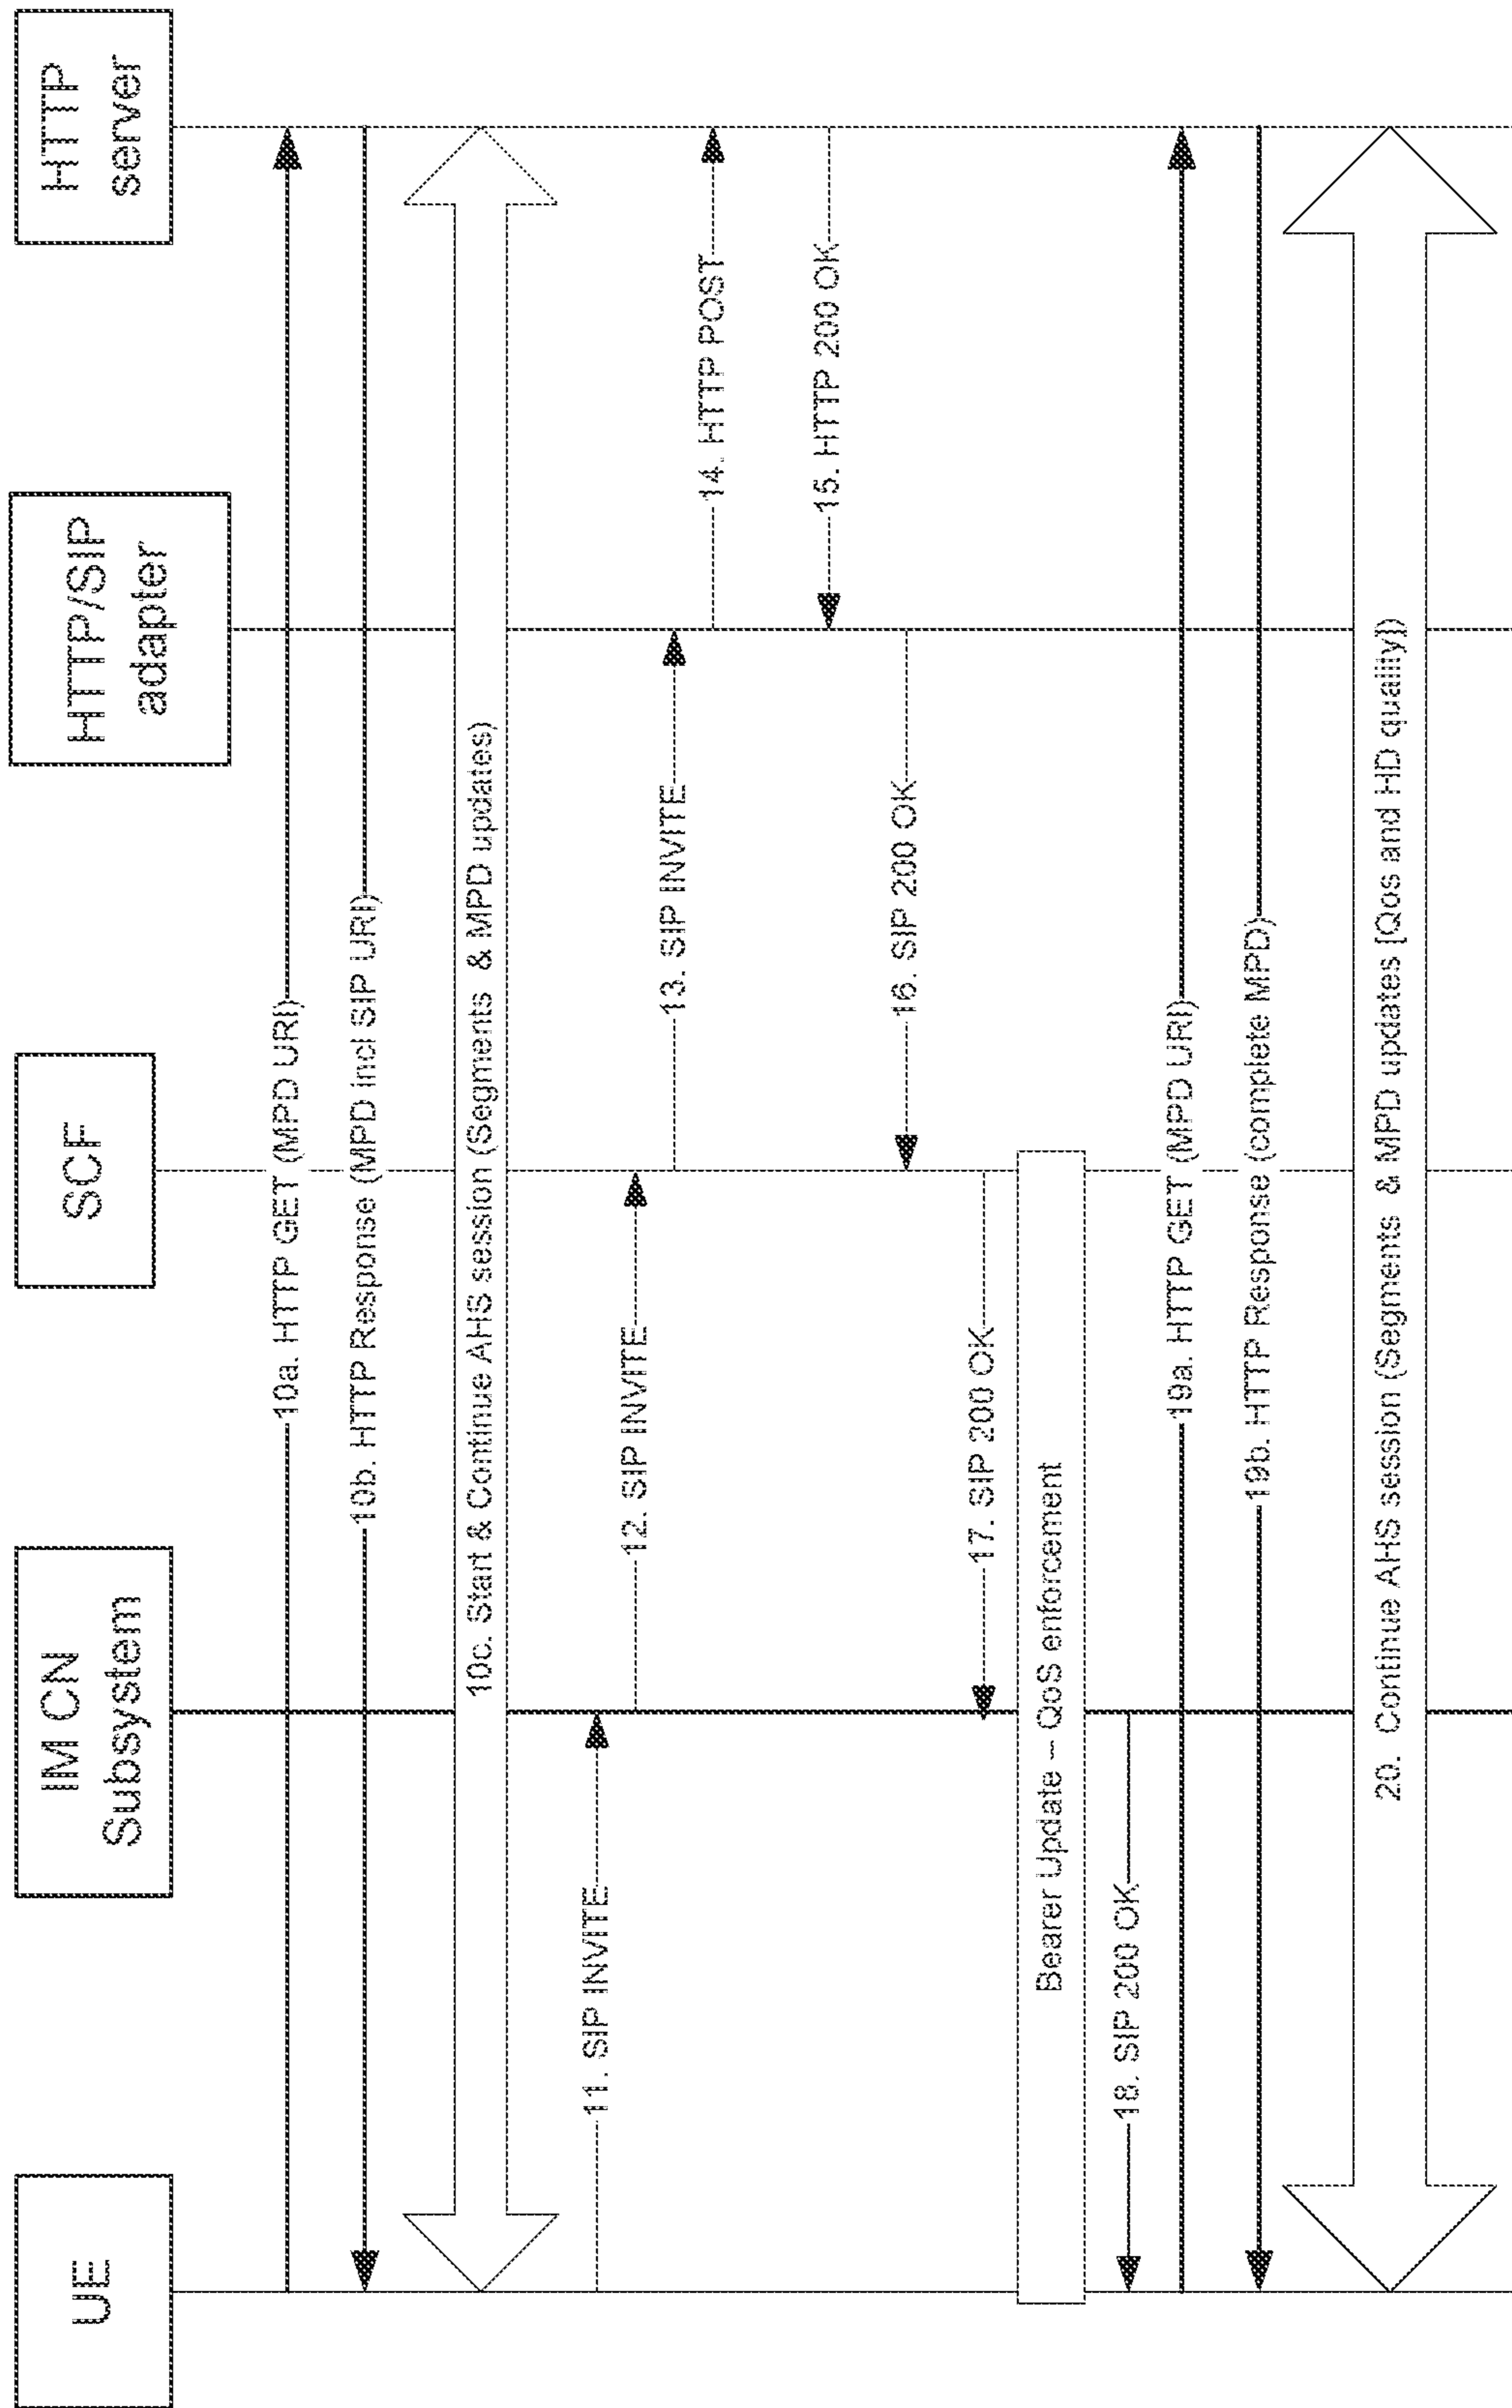 UE
IM CN
Subsystem
SCF
HTTP/SIP
adapter
HTTP
server
10a. HTTP GET (MPD URI)
10b. HTTP Response (MPD incl SIP URI)
10c. Start & Continue AHS session (Segments & MPD updates)
11. SIP INVITE
12. SIP INVITE
13. SIP INVITE
14. HTTP POST
15. HTTP 200 OK
16. SIP 200 OK
17. SIP 200 OK
Bearer Update – QoS enforcement
18. SIP 200 OK
19a. HTTP GET (MPD URI)
19b. HTTP Response (complete MPD)
20. Continue AHS session (Segments & MPD updates [Qos and HD quality])